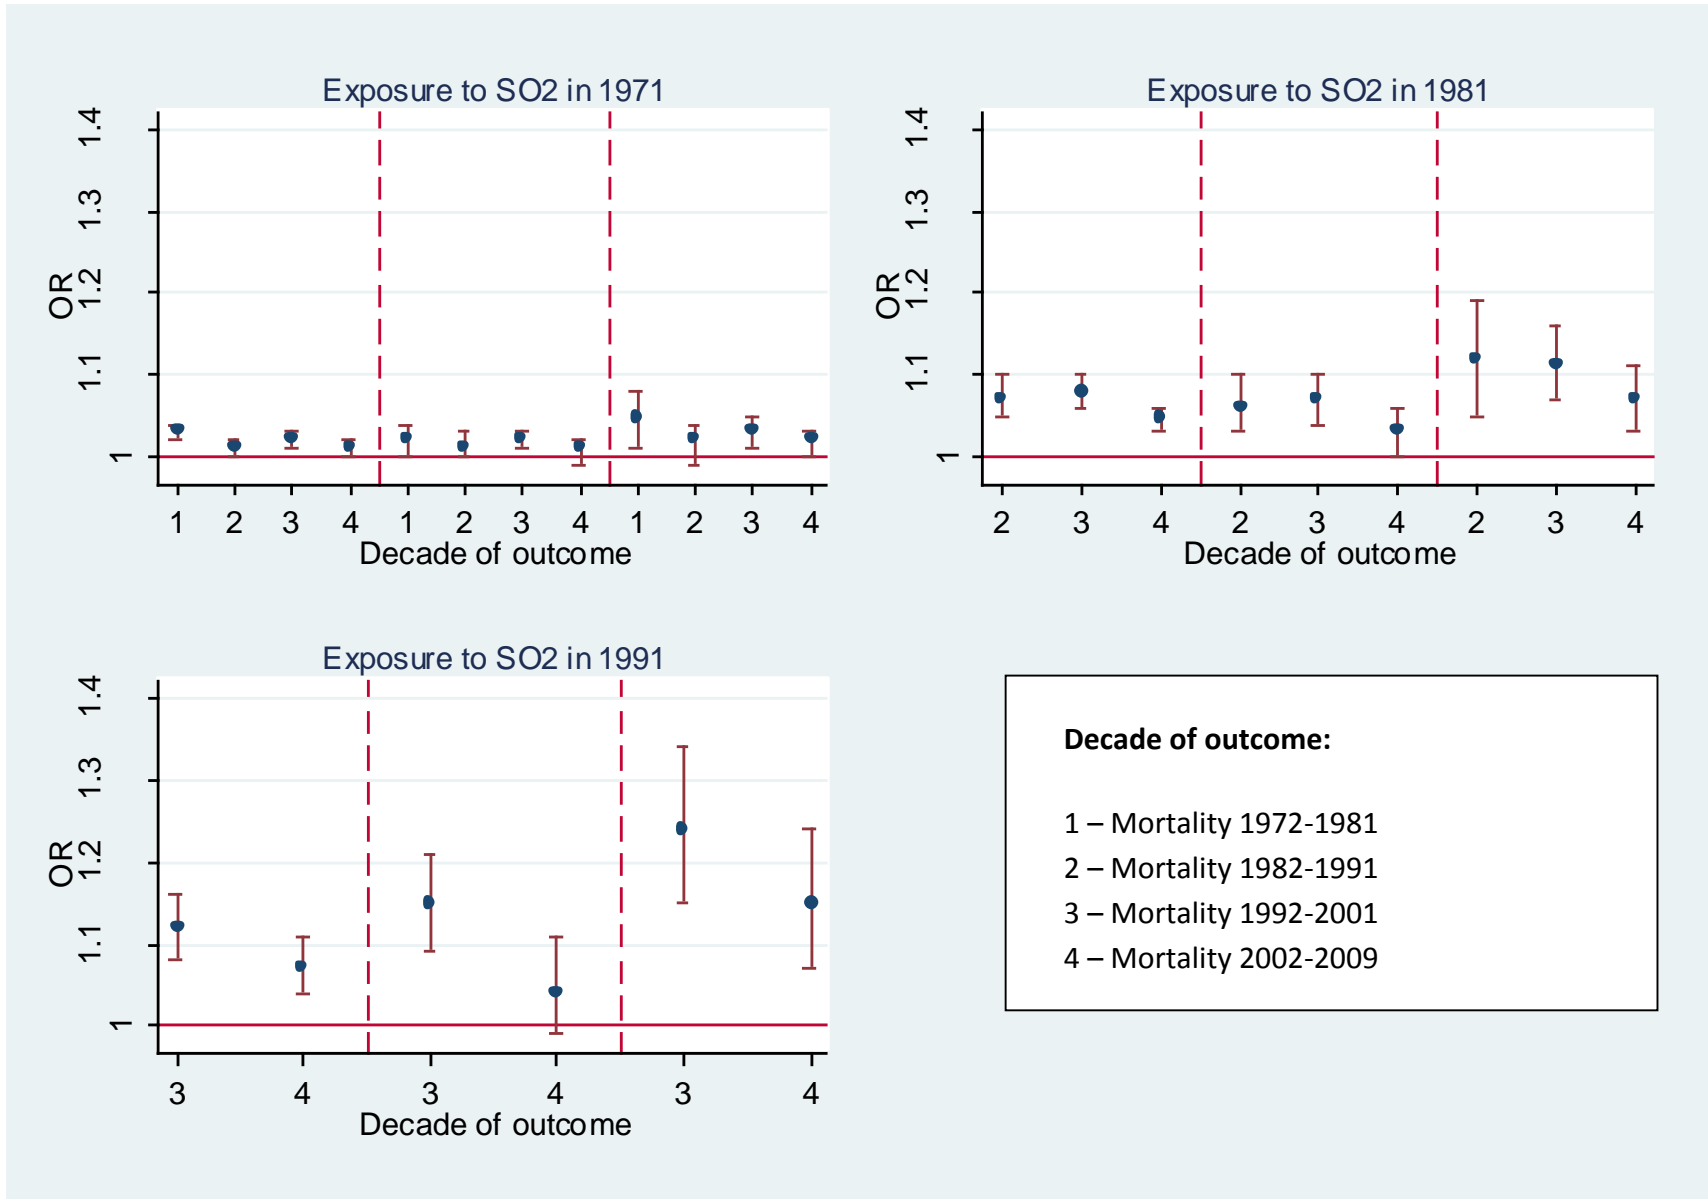 Exposure to SO2 in 1971
OR
1.4
1.3
1.2
1.1
1
1 2 3 4 1 2 3 4 1 2 3 4
Decade of outcome
Exposure to SO2 in 1981
OR
1.4
1.3
1.2
1.1
1
2 3 4 2 3 4 2 3 4
Decade of outcome
Exposure to SO2 in 1991
OR
1.4
1.3
1.2
1.1
1
3 4 3 4 3 4
Decade of outcome
Decade of outcome:
1 – Mortality 1972-1981
2 – Mortality 1982-1991
3 – Mortality 1992-2001
4 – Mortality 2002-2009